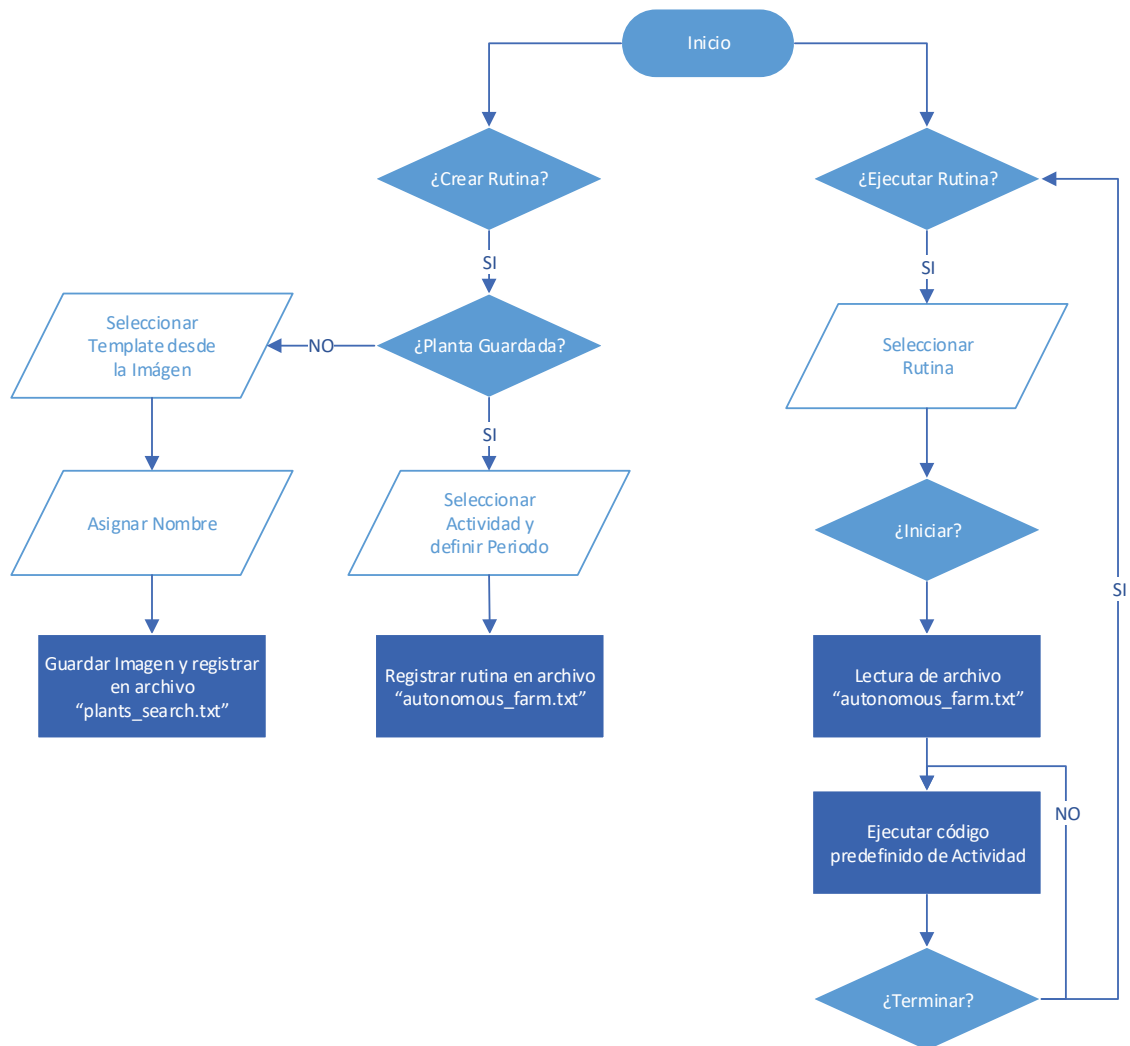 Inicio
¿Crear Rutina?
¿Ejecutar Rutina?
SI
SI
Seleccionar
Template desde
la Imágen
NO
¿Planta Guardada?
Seleccionar
Rutina
SI
Asignar Nombre
Seleccionar
Actividad y
definir Periodo
¿Iniciar?
SI
Guardar Imagen y registrar
en archivo
“plants_search.txt”
Registrar rutina en archivo
“autonomous_farm.txt”
Lectura de archivo
“autonomous_farm.txt”
NO
Ejecutar código
predefinido de Actividad
¿Terminar?